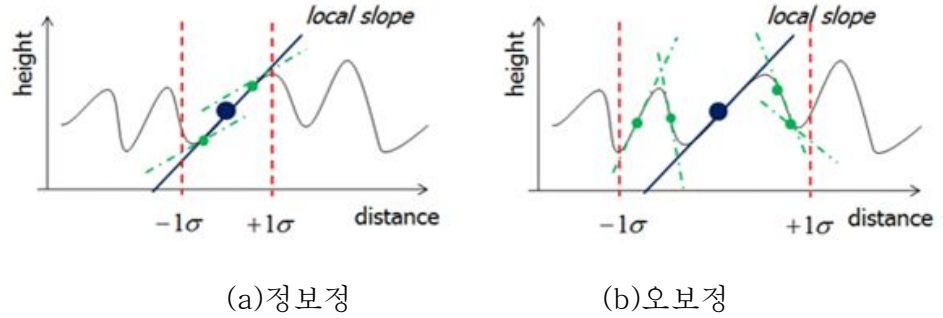 local slope
height
−1σ
+1σ
distance
(a)정보정
local slope
height
−1σ
+1σ
distance
(b)오보정